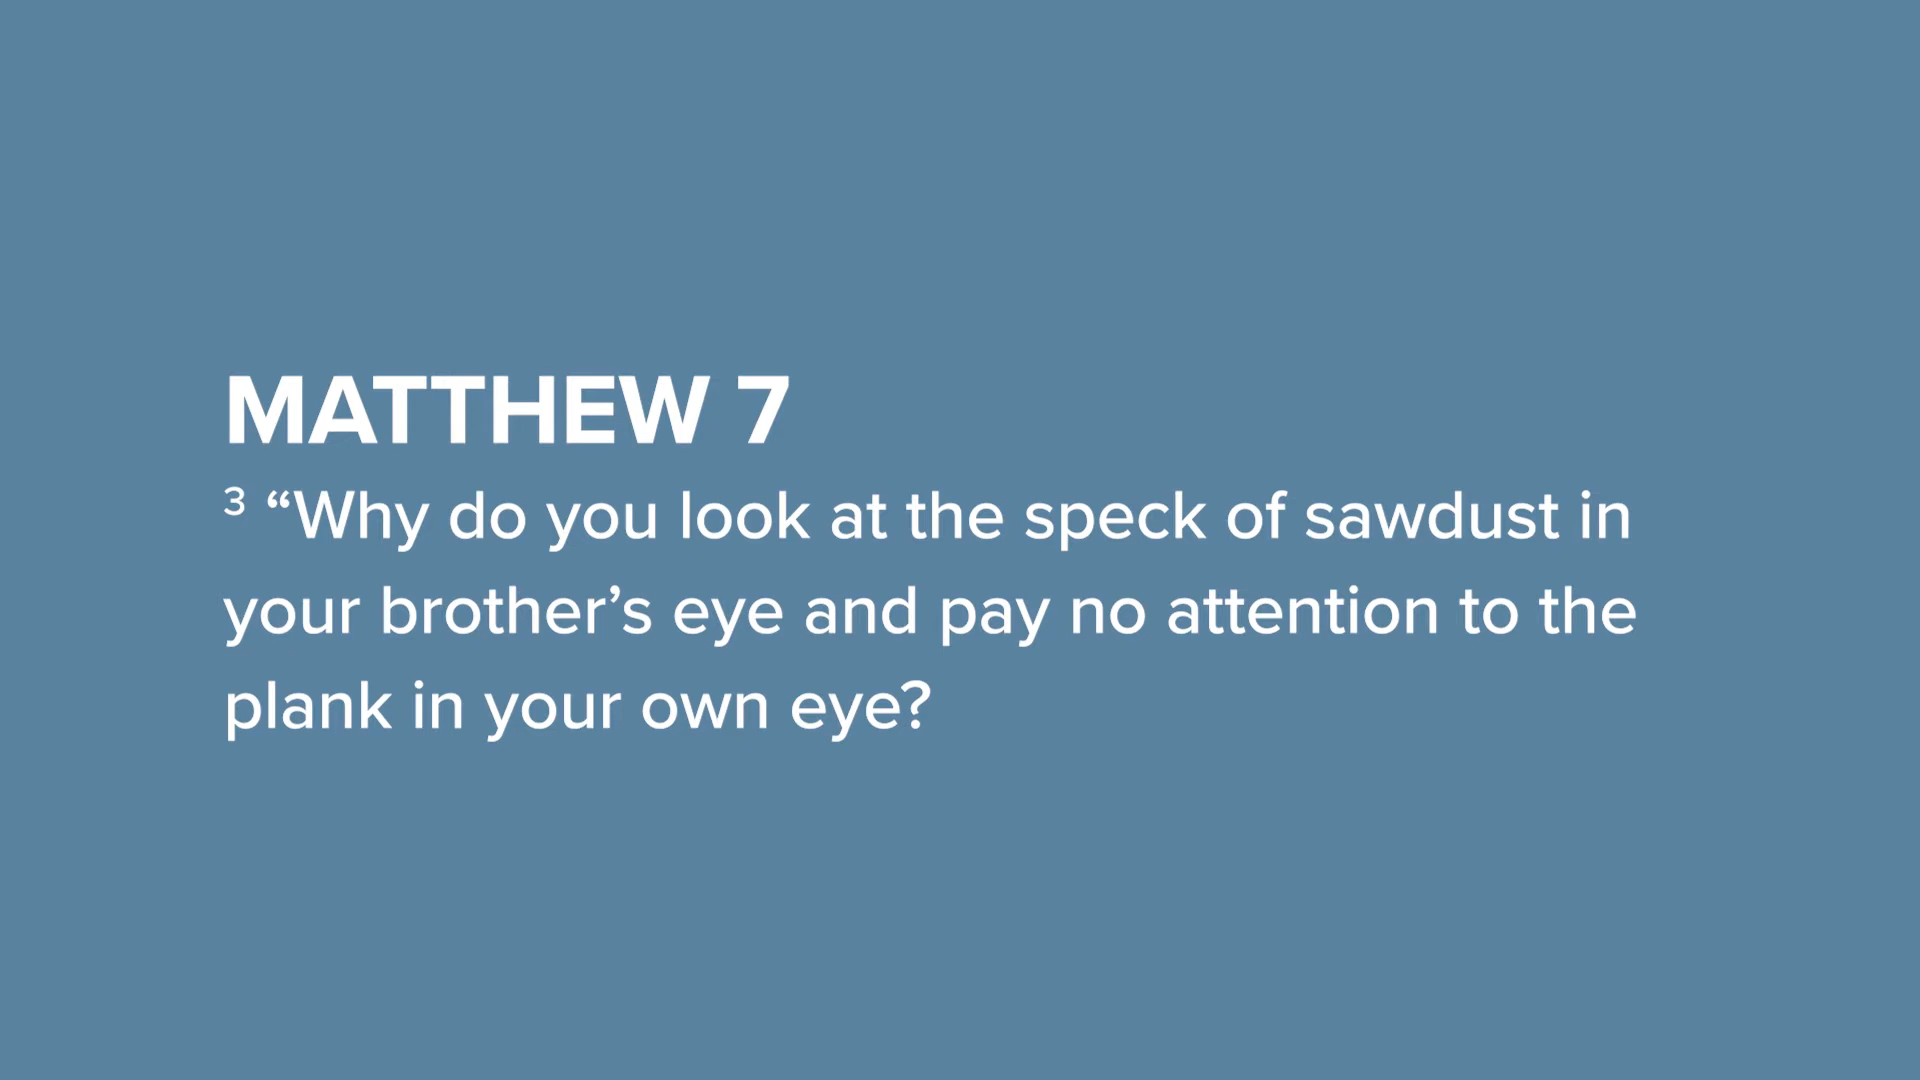 MATTHEW 7
³ “Why do you look at the speck of sawdust in
your brother’s eye and pay no attention to the
plank in your own eye?